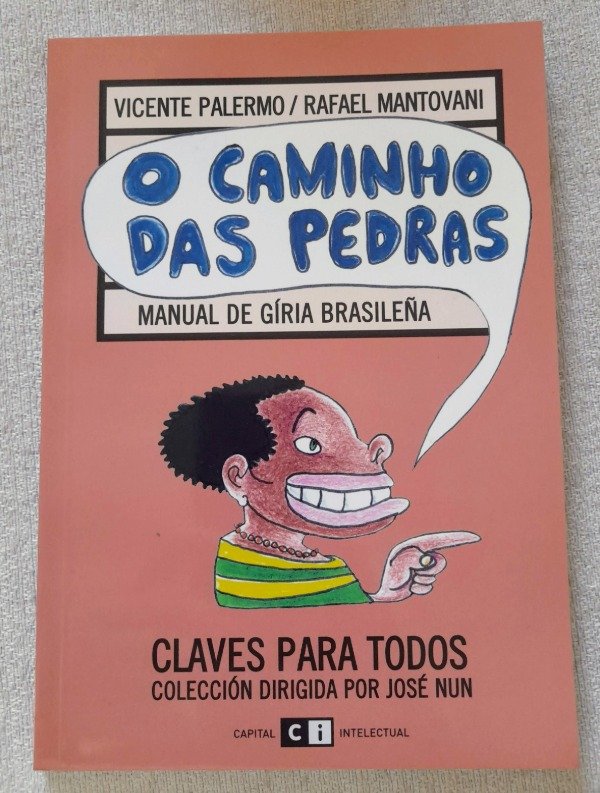 VICENTE PALERMO / RAFAEL MANTOVANI
O CAMINHO
DAS PEDRAS
MANUAL DE GÍRIA BRASILEÑA
CLAVES PARA TODOS
COLECCIÓN DIRIGIDA POR JOSÉ NUN
CAPITAL Ci INTELECTUAL